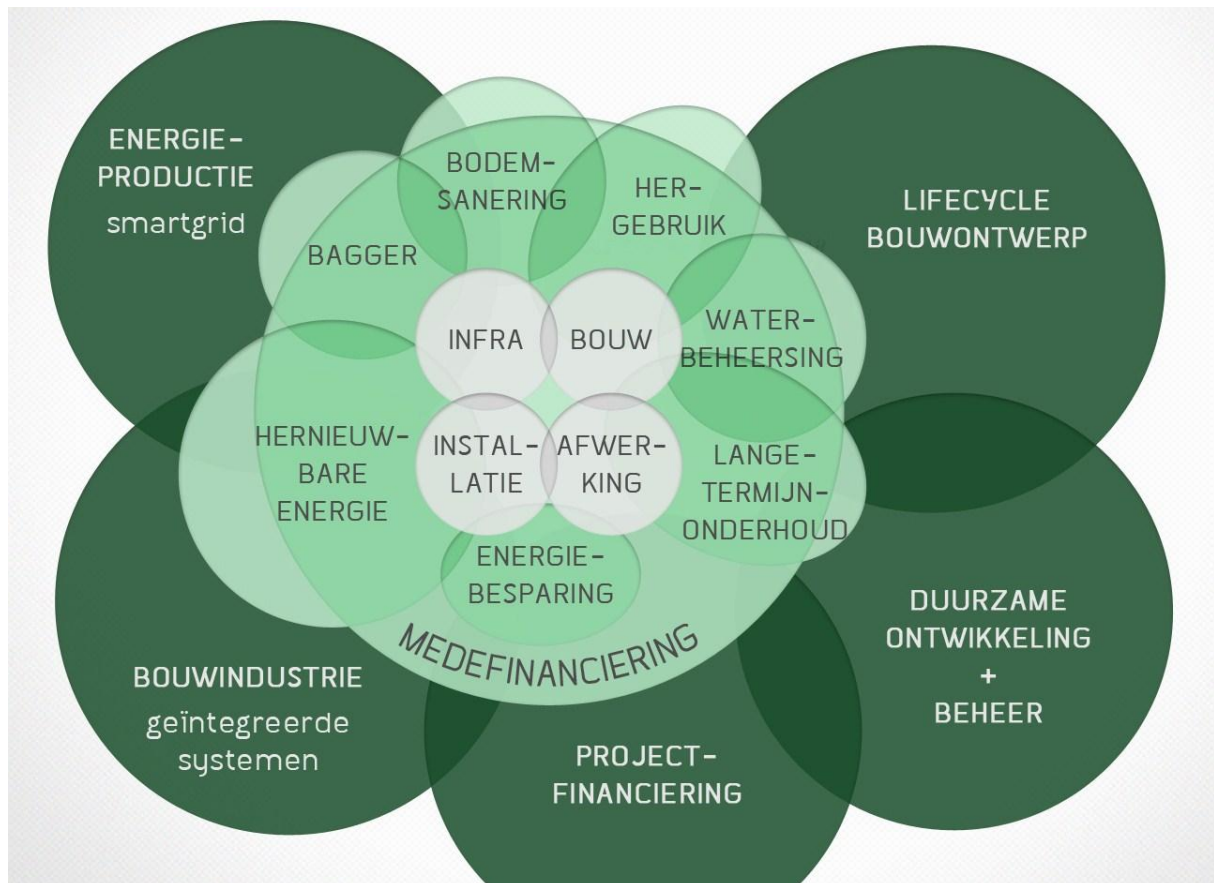 ENERGIE-
PRODUCTIE
smartgrid
BODEM-
SANERING
HER-
GEBRUIK
LIFECYCLE
BOUWONTWERP
BAGGER
INFRA
BOUW
WATER-
BEHEERSING
HERNIEUW-
BARE
ENERGIE
INSTAL-
LATIE
AFWER-
KING
LANGE-
TERMIJN-
ONDERHOUD
ENERGIE-
BESPARING
MEDEFINANCIERING
BOUWINDUSTRIE
geïntegreerde
systemen
PROJECT-
FINANCIERING
DUURZAME
ONTWIKKELING
+
BEHEER